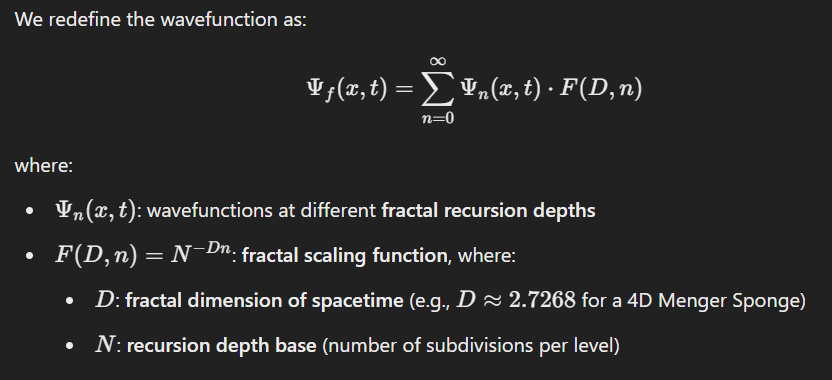 We redefine the wavefunction as:
Ψ_f(x, t) = ∑_{n=0}^{∞} Ψ_n(x, t) · F(D, n)
where:
• Ψ_n(x, t): wavefunctions at different fractal recursion depths
• F(D, n) = N^{−Dn}: fractal scaling function, where:
• D: fractal dimension of spacetime (e.g., D ≈ 2.7268 for a 4D Menger Sponge)
• N: recursion depth base (number of subdivisions per level)